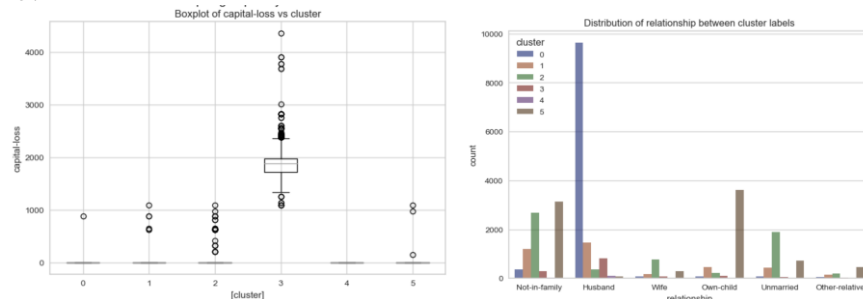 Boxplot of capital-loss vs cluster
capital-loss
4000
3000
2000
1000
0
0 1 2 3 4 5
[cluster]
Distribution of relationship between cluster labels
count
10000
8000
6000
4000
2000
0
cluster
0
1
2
3
4
5
Not-in-family Husband Wife Own-child Unmarried Other-relative
relationship